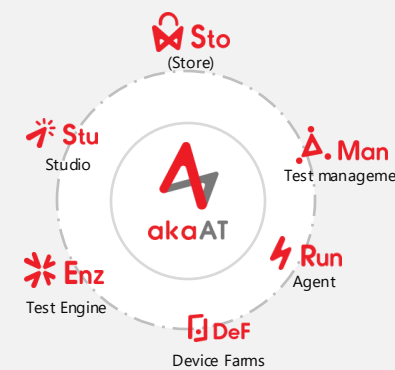 Sto
(Store)
Stu
Studio
Man
Test manageme
akaAT
Run
Agent
Enz
Test Engine
DeF
Device Farms